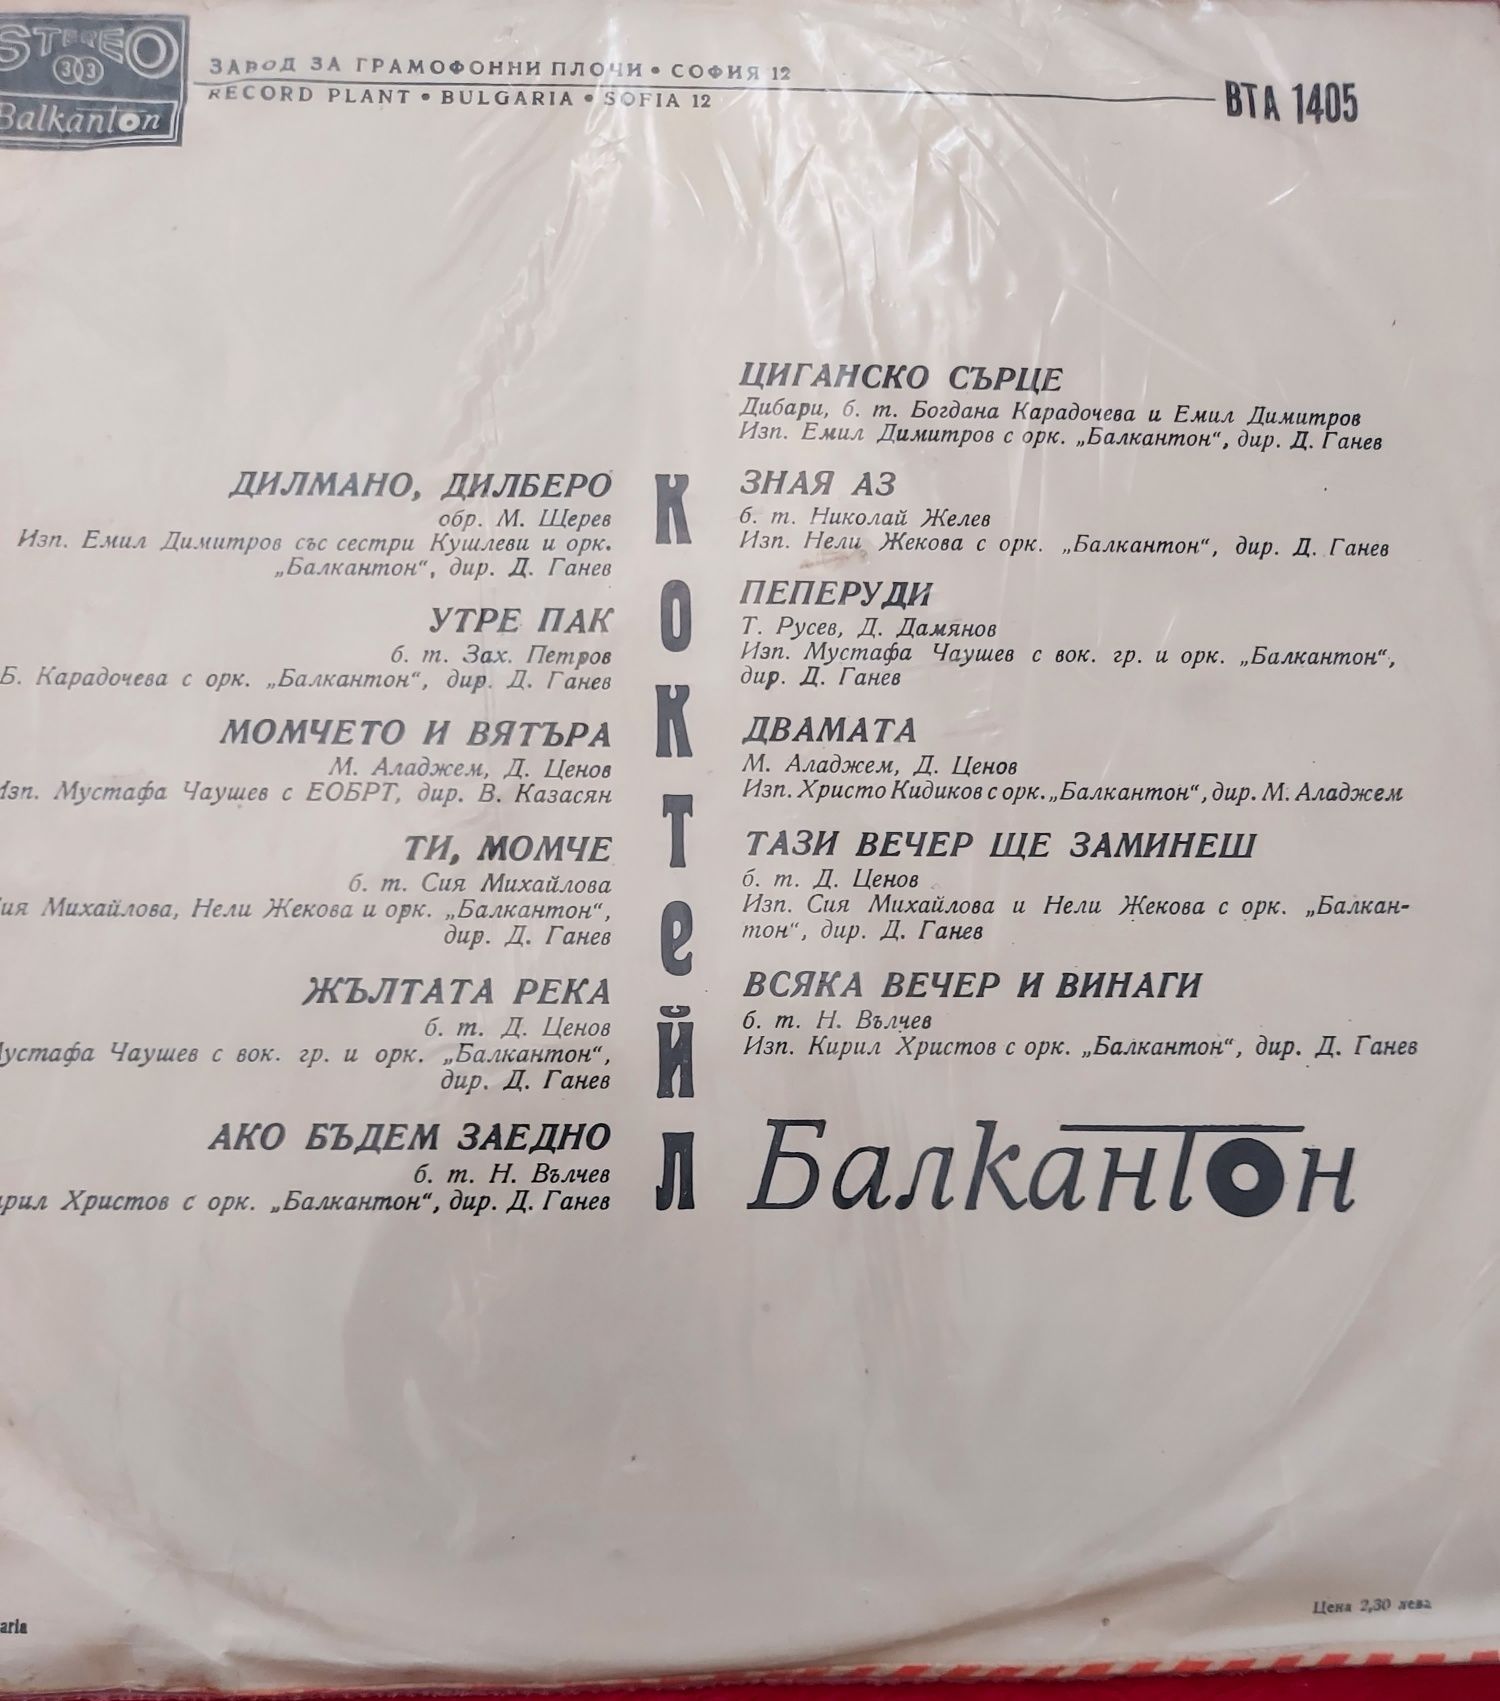 STEREO
33
Balkanton
ЗАВОД ЗА ГРАМОФОННИ ПЛОЧИ • СОФИЯ 12
RECORD PLANT • BULGARIA • SOFIA 12
ВТА 1405
ДИЛМАНО, ДИЛБЕРО
обр. М. Щерев
Изп. Емил Димитров със сестри Кушлеви и орк.
„Балкантон“, дир. Д. Ганев
УТРЕ ПАК
б. т. Зах. Петров
Б. Карадочева с орк. „Балкантон“, дир. Д. Ганев
МОМЧЕТО И ВЯТЪРА
М. Аладжем, Д. Ценов
Изп. Мустафа Чаушев с ЕОБРТ, дир. В. Казасян
ТИ, МОМЧЕ
б. т. Сия Михайлова
Михайлова, Нели Жекова и орк. „Балкантон“,
дир. Д. Ганев
ЖЪЛТАТА РЕКА
б. т. Д. Ценов
Мустафа Чаушев с вок. гр. и орк. „Балкантон“,
дир. Д. Ганев
АКО БЪДЕМ ЗАЕДНО
б. т. Н. Вълчев
Христов с орк. „Балкантон“, дир. Д. Ганев
Коктейл
ЦИГАНСКО СЪРЦЕ
Дибари, б. т. Богдана Карадочева и Емил Димитров
Изп. Емил Димитров с орк. „Балкантон“, дир. Д. Ганев
ЗНАЯ АЗ
б. т. Николай Желев
Изп. Нели Жекова с орк. „Балкантон“, дир. Д. Ганев
ПЕПЕРУДИ
Т. Русев, Д. Дамянов
Изп. Мустафа Чаушев с вок. гр. и орк. „Балкантон“,
дир. Д. Ганев
ДВАМАТА
М. Аладжем, Д. Ценов
Изп. Христо Кидиков с орк. „Балкантон“, дир. М. Аладжем
ТАЗИ ВЕЧЕР ЩЕ ЗАМИНЕШ
б. т. Д. Ценов
Изп. Сия Михайлова и Нели Жекова с орк. „Балкан-
тон“, дир. Д. Ганев
ВСЯКА ВЕЧЕР И ВИНАГИ
б. т. Н. Вълчев
Изп. Кирил Христов с орк. „Балкантон“, дир. Д. Ганев
Балкантон
Цена 2,30 лева